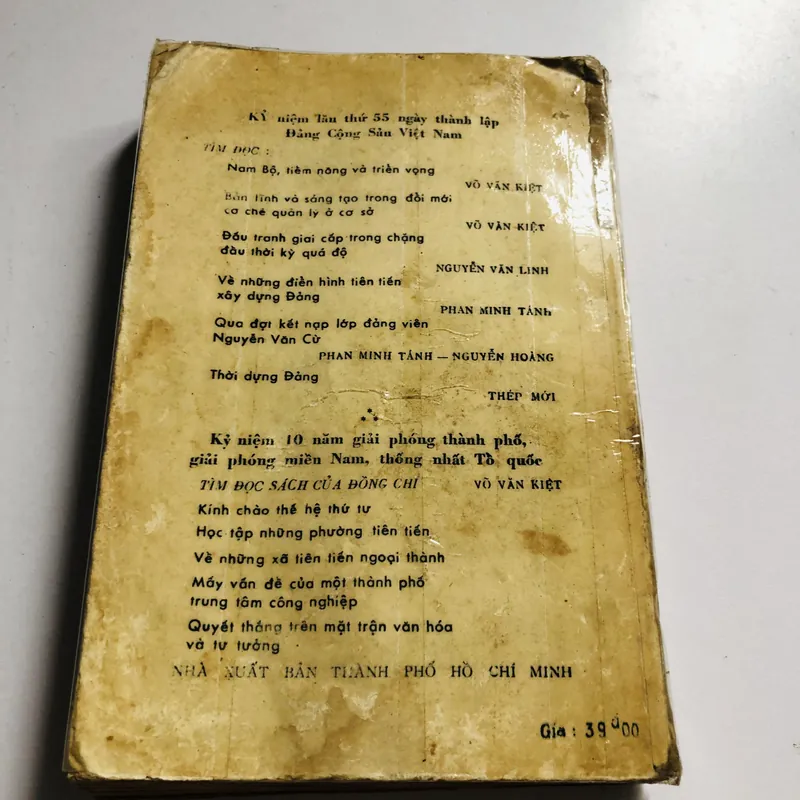 Kỷ niệm lần thứ 55 ngày thành lập
Đảng Cộng Sản Việt Nam
TÌM ĐỌC :
Nam Bộ, tiềm năng và triển vọng
VÕ VĂN KIỆT
Bản lĩnh và sáng tạo trong đổi mới
cơ chế quản lý ở cơ sở
VÕ VĂN KIỆT
Đấu tranh giai cấp trong chặng
đầu thời kỳ quá độ
NGUYỄN VĂN LINH
Về những điển hình tiên tiến
xây dựng Đảng
PHAN MINH TÁNH
Qua đợt kết nạp lớp đảng viên
Nguyễn Văn Cừ
PHAN MINH TÁNH — NGUYỄN HOÀNG
Thời dựng Đảng
THÉP MỚI
Kỷ niệm 10 năm giải phóng thành phố,
giải phóng miền Nam, thống nhất Tổ quốc
TÌM ĐỌC SÁCH CỦA ĐỒNG CHÍ VÕ VĂN KIỆT
Kính chào thế hệ thứ tư
Học tập những phường tiên tiến
Về những xã tiên tiến ngoại thành
Mấy vấn đề của một thành phố
trung tâm công nghiệp
Quyết thắng trên mặt trận văn hóa
và tư tưởng
NHÀ XUẤT BẢN THÀNH PHỐ HỒ CHÍ MINH
Giá : 39đ00